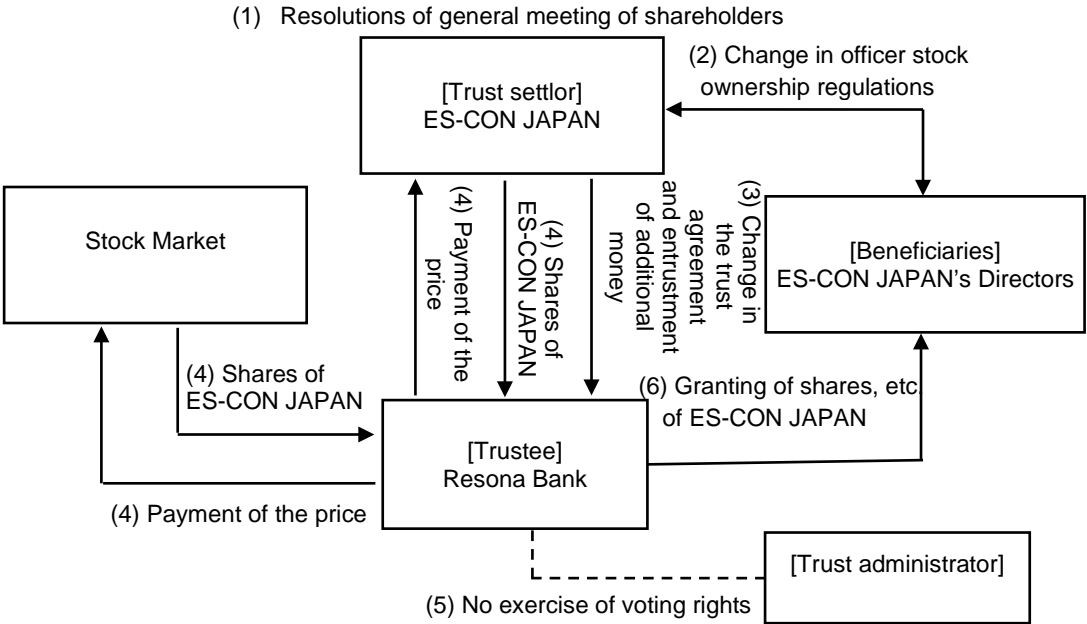 (1) Resolutions of general meeting of shareholders
[Trust settlor]
ES-CON JAPAN
(2) Change in officer stock
ownership regulations
Stock Market
(4) Payment of the
price
(4) Shares of
ES-CON JAPAN
(3) Change in
the trust
agreement
and entrustment
of additional
money
[Beneficiaries]
ES-CON JAPAN's Directors
(4) Shares of
ES-CON JAPAN
(6) Granting of shares, etc.
of ES-CON JAPAN
[Trustee]
Resona Bank
(4) Payment of the price
[Trust administrator]
(5) No exercise of voting rights